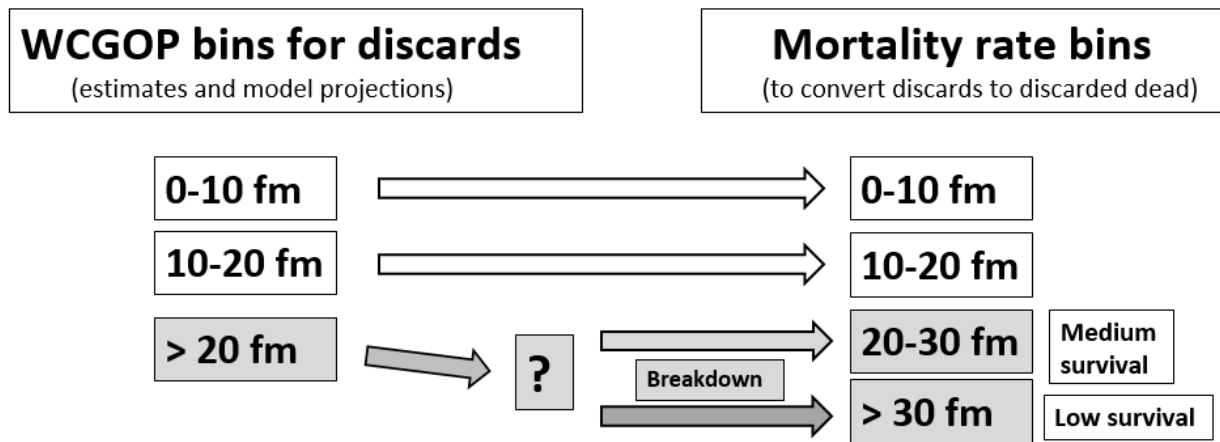 WCGOP bins for discards
(estimates and model projections)
Mortality rate bins
(to convert discards to discarded dead)
0-10 fm
0-10 fm
10-20 fm
10-20 fm
> 20 fm
?
Breakdown
20-30 fm
Medium
survival
> 30 fm
Low survival